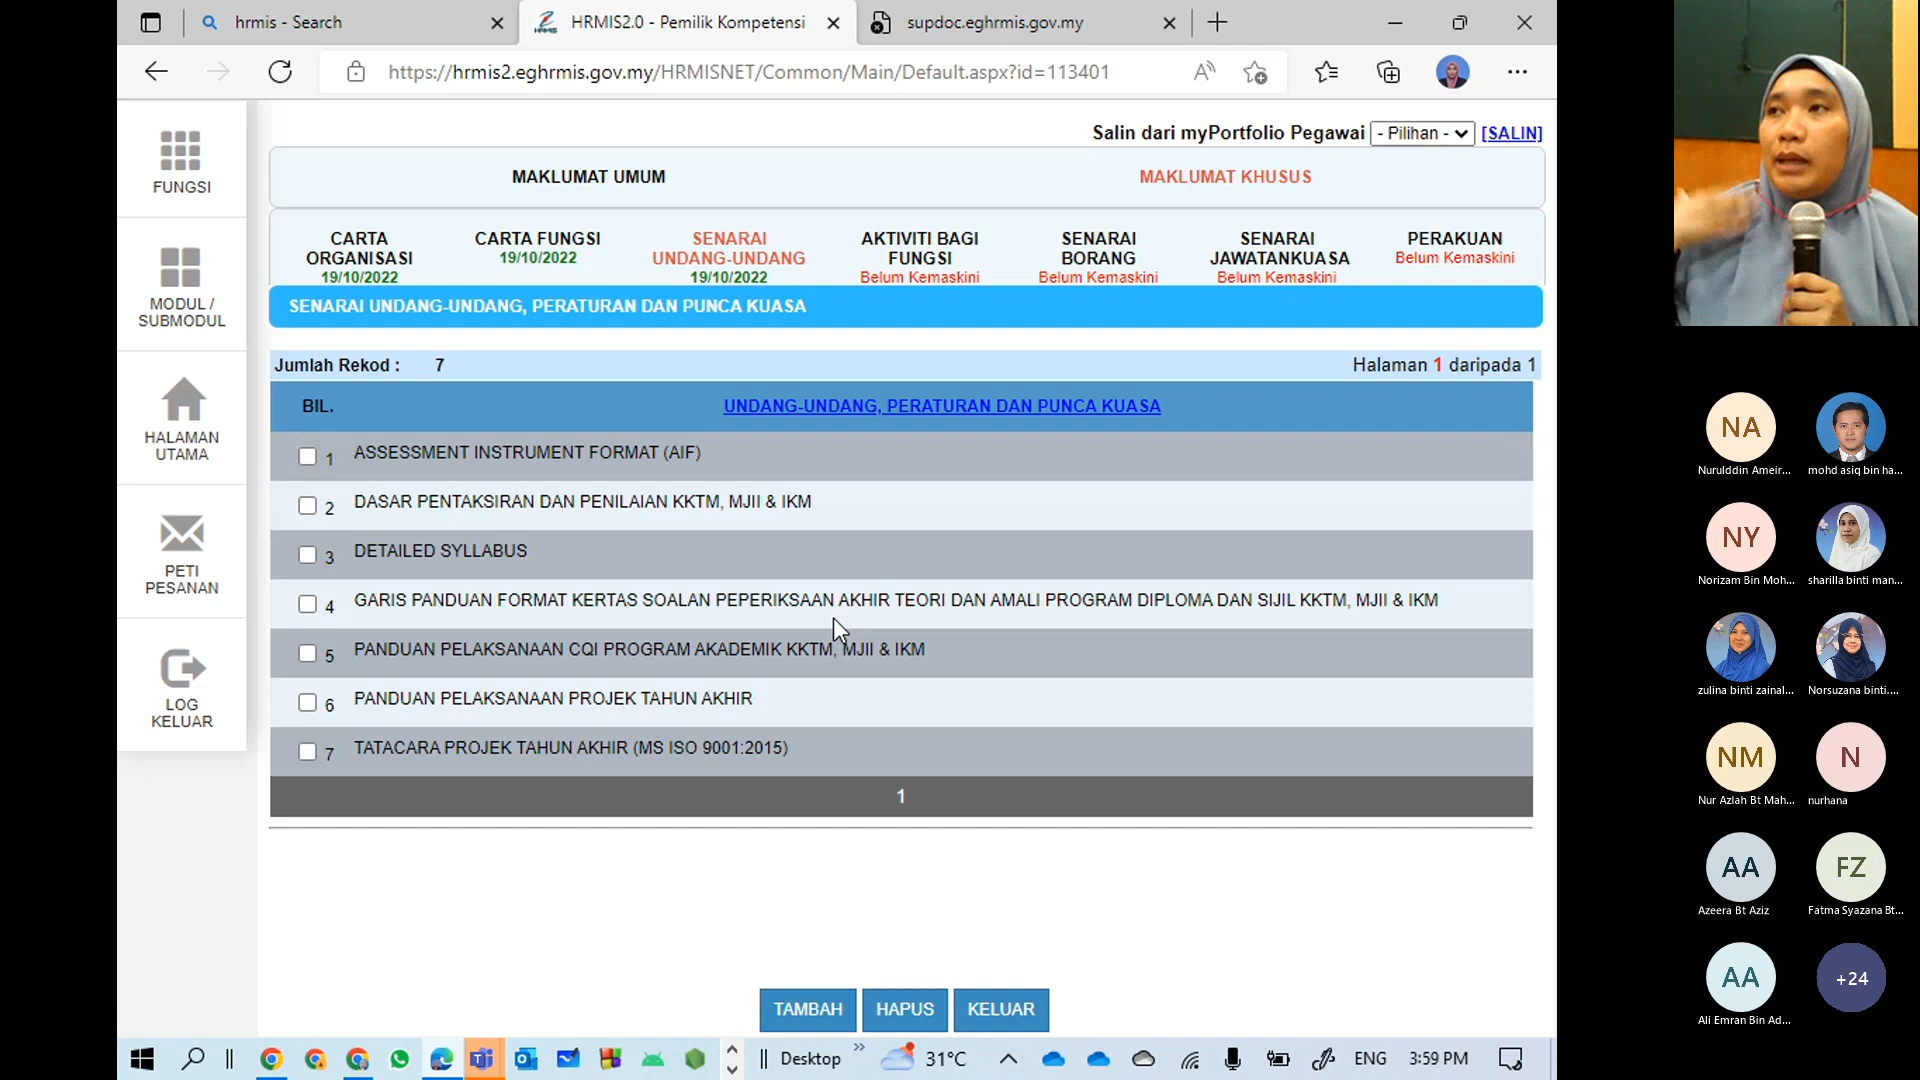 hrmis - Search
HRMIS2.0 - Pemilik Kompetensi
supdoc.eghrmis.gov.my
https://hrmis2.eghrmis.gov.my/HRMISNET/Common/Main/Default.aspx?id=113401
Salin dari myPortfolio Pegawai - Pilihan - [SALIN]
MAKLUMAT UMUM
MAKLUMAT KHUSUS
CARTA ORGANISASI
19/10/2022
CARTA FUNGSI
19/10/2022
SENARAI UNDANG-UNDANG
19/10/2022
AKTIVITI BAGI FUNGSI
Belum Kemaskini
SENARAI BORANG
Belum Kemaskini
SENARAI JAWATANKUASA
Belum Kemaskini
PERAKUAN
Belum Kemaskini
SENARAI UNDANG-UNDANG, PERATURAN DAN PUNCA KUASA
Jumlah Rekod : 7
Halaman 1 daripada 1
BIL. UNDANG-UNDANG, PERATURAN DAN PUNCA KUASA
1 ASSESSMENT INSTRUMENT FORMAT (AIF)
2 DASAR PENTAKSIRAN DAN PENILAIAN KKTM, MJII & IKM
3 DETAILED SYLLABUS
4 GARIS PANDUAN FORMAT KERTAS SOALAN PEPERIKSAAN AKHIR TEORI DAN AMALI PROGRAM DIPLOMA DAN SIJIL KKTM, MJII & IKM
5 PANDUAN PELAKSANAAN CQI PROGRAM AKADEMIK KKTM, MJII & IKM
6 PANDUAN PELAKSANAAN PROJEK TAHUN AKHIR
7 TATACARA PROJEK TAHUN AKHIR (MS ISO 9001:2015)
1
TAMBAH
HAPUS
KELUAR
FUNGSI
MODUL / SUBMODUL
HALAMAN UTAMA
PETI PESANAN
LOG KELUAR
Desktop
31°C
ENG
3:59 PM
NA
Nurulddin Ameir...
mohd asiq bin ha...
NY
Norizam Bin Moh...
sharilla binti man...
zulina binti zainal...
Norsuzana binti....
NM
Nur Azlah Bt Mah...
N
nurhana
AA
Azeera Bt Aziz
FZ
Fatma Syazana Bt...
AA
Ali Emran Bin Ad...
+24